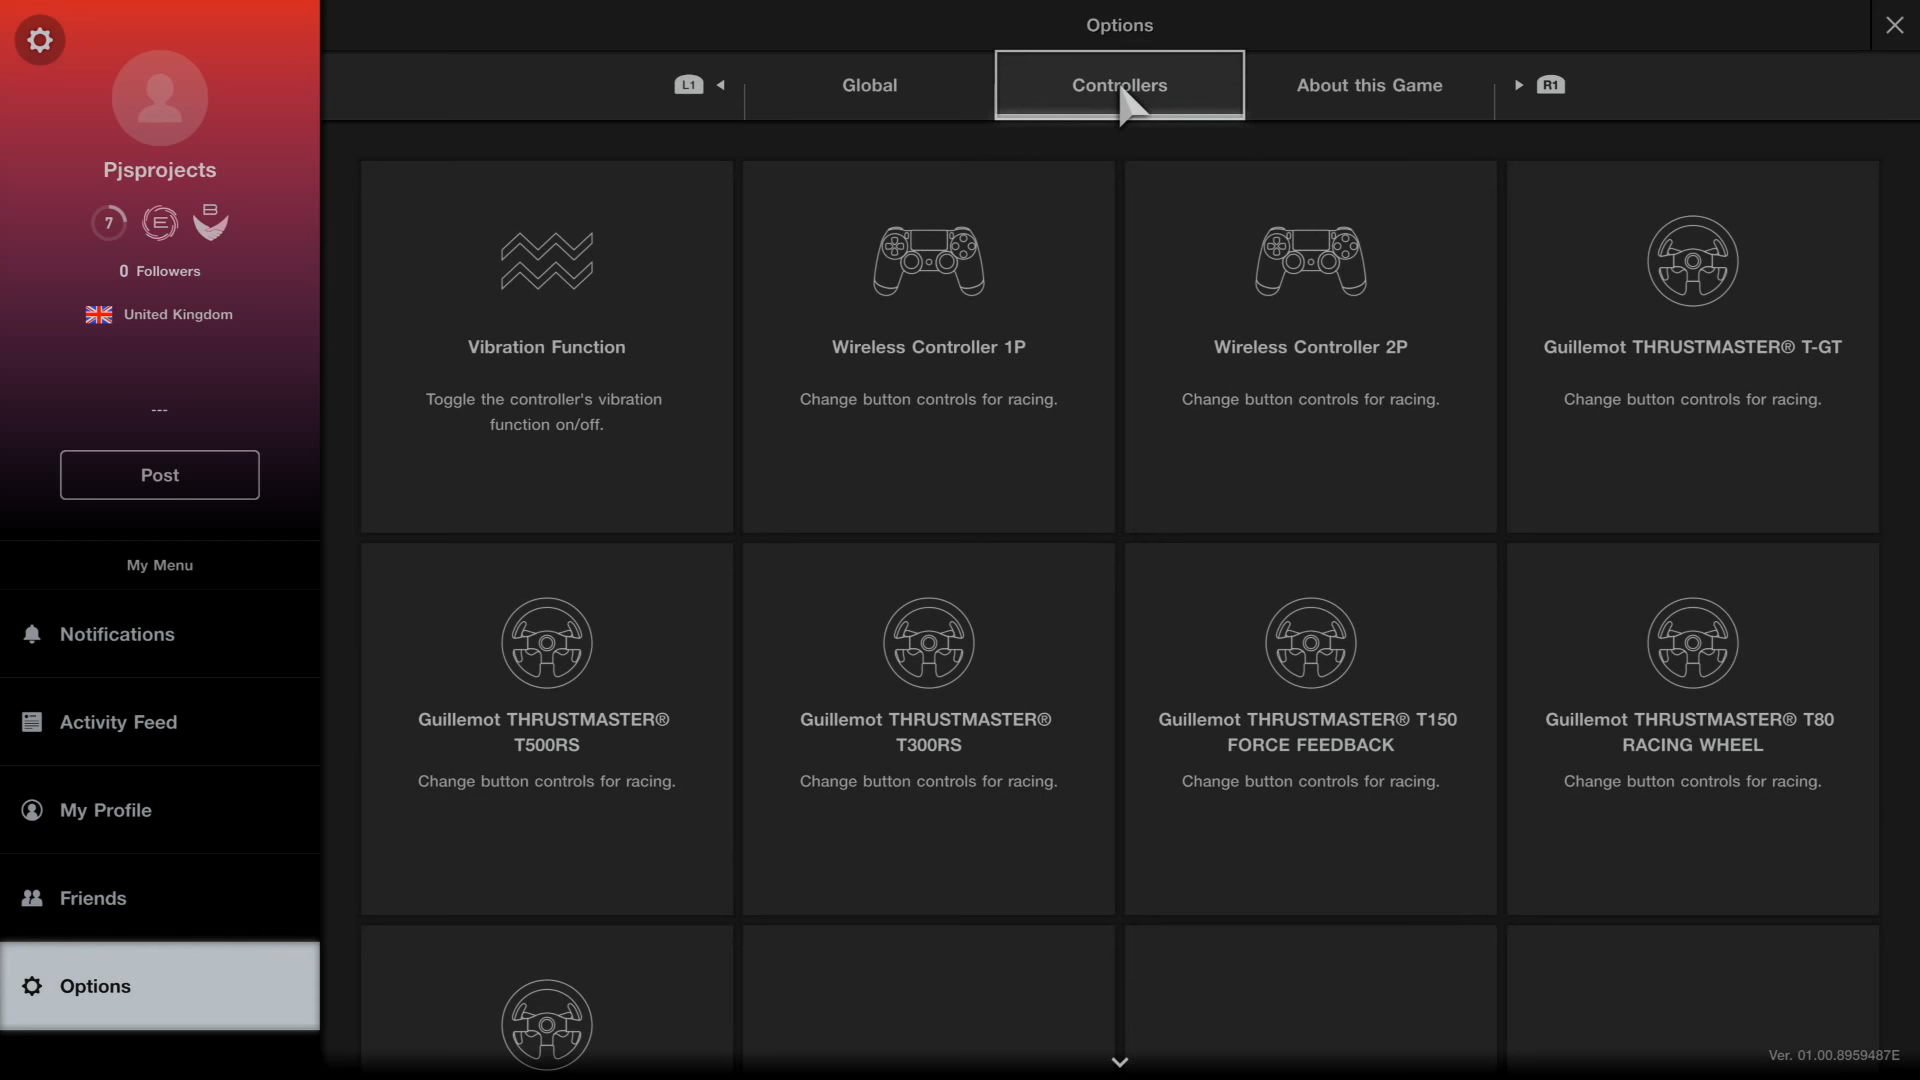 Options
L1
Global
Controllers
About this Game
R1
Pjsprojects
7
E
B
0 Followers
United Kingdom
---
Post
My Menu
Notifications
Activity Feed
My Profile
Friends
Options
Vibration Function
Toggle the controller's vibration
function on/off.
Wireless Controller 1P
Change button controls for racing.
Wireless Controller 2P
Change button controls for racing.
Guillemot THRUSTMASTER® T-GT
Change button controls for racing.
Guillemot THRUSTMASTER®
T500RS
Change button controls for racing.
Guillemot THRUSTMASTER®
T300RS
Change button controls for racing.
Guillemot THRUSTMASTER® T150
FORCE FEEDBACK
Change button controls for racing.
Guillemot THRUSTMASTER® T80
RACING WHEEL
Change button controls for racing.
Ver. 01.00.8959487E